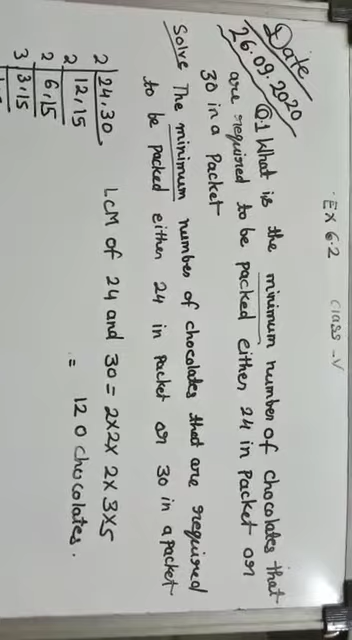 EX 6.2 class - V
Date
26.09.2020
Q.1 What is the minimum number of chocolates that
are required to be packed either 24 in packet or
30 in a Packet
Solve The minimum number of chocolates that are required
to be packed either 24 in packet or 30 in a packet
2 24,30
2 12,15
2 6,15
3 3,15
LCM of 24 and 30 = 2x2x2x3x5
= 120 chocolates.